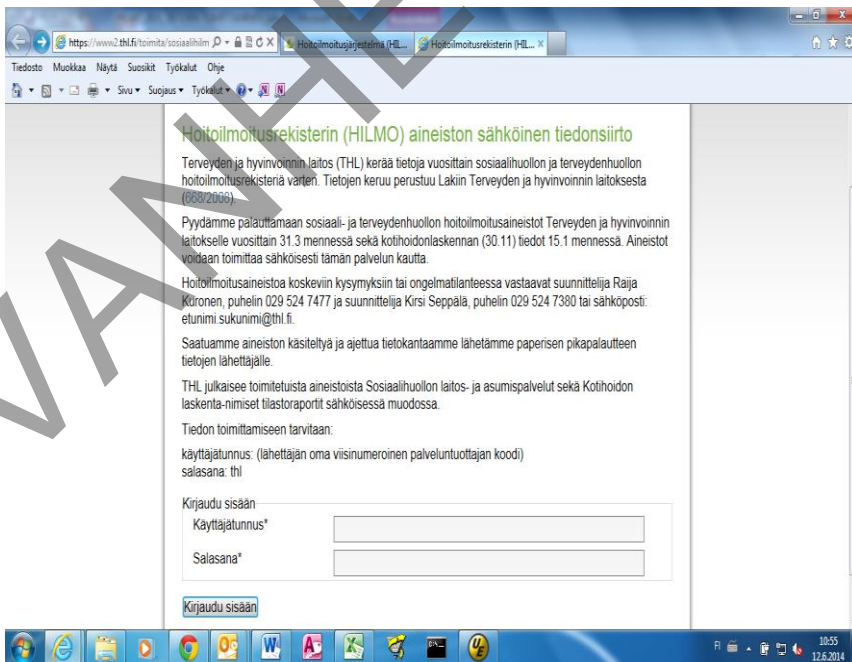 https://www2.thl.fi/toimita/sosiaalihilm
Hoitoilmoitusjärjestelmä (HIL...
Hoitoilmoitusrekisterin (HIL...
Tiedosto Muokkaa Näytä Suosikit Työkalut Ohje
Sivu Suojaus Työkalut
Hoitoilmoitusrekisterin (HILMO) aineiston sähköinen tiedonsiirto
Terveyden ja hyvinvoinnin laitos (THL) kerää tietoja vuosittain sosiaalihuollon ja terveydenhuollon
hoitoilmoitusrekisteriä varten. Tietojen keruu perustuu Lakiin Terveyden ja hyvinvoinnin laitoksesta
(668/2008).
Pyydämme palauttamaan sosiaali- ja terveydenhuollon hoitoilmoitusaineistot Terveyden ja hyvinvoinnin
laitokselle vuosittain 31.3 mennessä sekä kotihoidonlaskennan (30.11) tiedot 15.1 mennessä. Aineistot
voidaan toimittaa sähköisesti tämän palvelun kautta.
Hoitoilmoitusaineistoa koskeviin kysymyksiin tai ongelmatilanteessa vastaavat suunnittelija Raija
Kuronen, puhelin 029 524 7477 ja suunnittelija Kirsi Seppälä, puhelin 029 524 7380 tai sähköposti:
etunimi.sukunimi@thl.fi.
Saatuamme aineiston käsiteltyä ja ajettua tietokantaamme lähetämme paperisen pikapalautteen
tietojen lähettäjälle.
THL julkaisee toimitetuista aineistoista Sosiaalihuollon laitos- ja asumispalvelut sekä Kotihoidon
laskenta-nimiset tilastoraportit sähköisessä muodossa.
Tiedon toimittamiseen tarvitaan:
käyttäjätunnus: (lähettäjän oma viisinumeroinen palveluntuottajan koodi)
salasana: thl
Kirjaudu sisään
Käyttäjätunnus*
Salasana*
Kirjaudu sisään
FI
10:55
12.6.2014